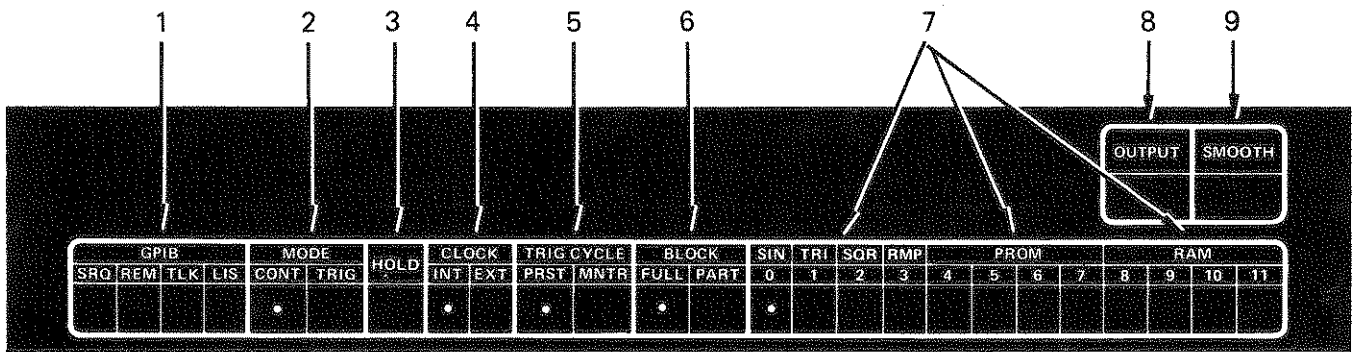 1 2 3 4 5 6 7 8 9
OUTPUT SMOOTH
GPIB MODE HOLD CLOCK TRIG CYCLE BLOCK SIN TRI SQR RMP PROM RAM
SRQ REM TLK LIS CONT TRIG INT EXT PRST MNTR FULL PART 0 1 2 3 4 5 6 7 8 9 10 11